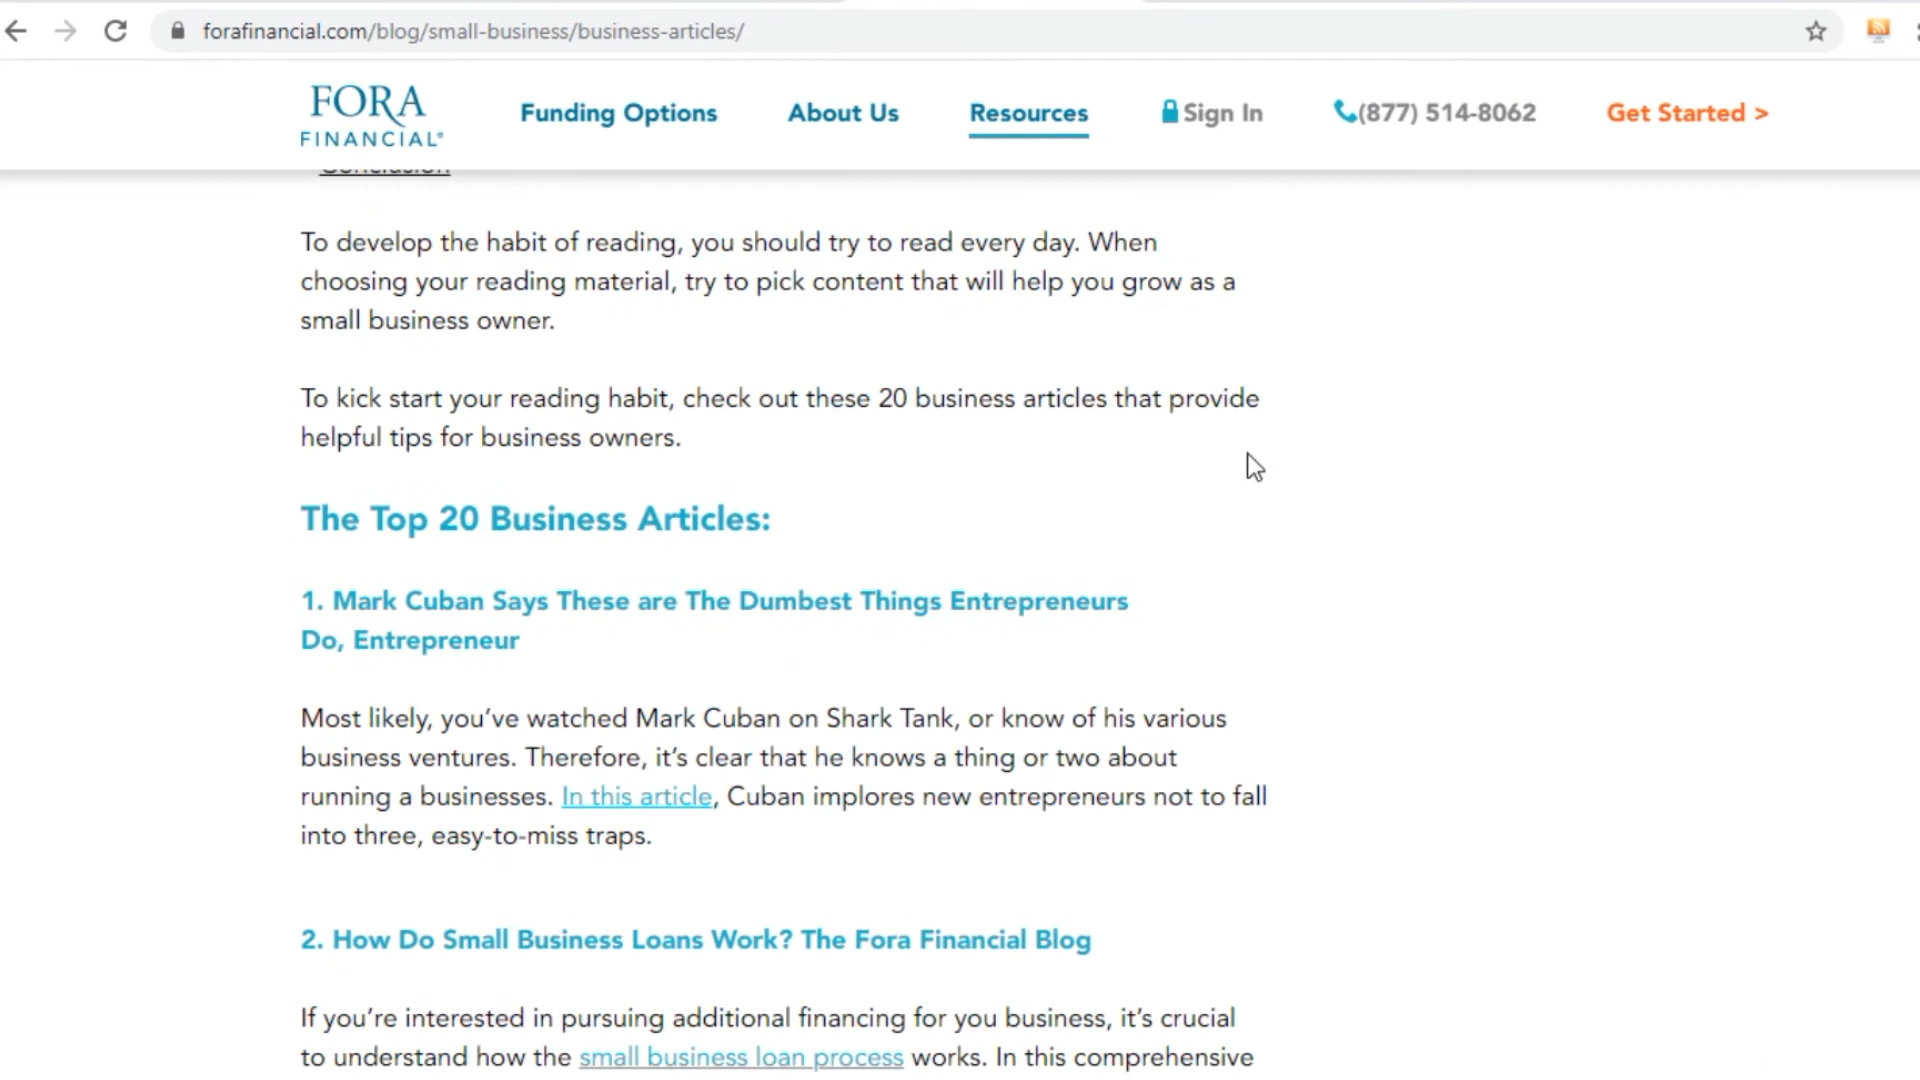 forafinancial.com/blog/small-business/business-articles/
FORA
FINANCIAL®
Funding Options
About Us
Resources
Sign In
(877) 514-8062
Get Started >
Conclusion
To develop the habit of reading, you should try to read every day. When
choosing your reading material, try to pick content that will help you grow as a
small business owner.
To kick start your reading habit, check out these 20 business articles that provide
helpful tips for business owners.
The Top 20 Business Articles:
1. Mark Cuban Says These are The Dumbest Things Entrepreneurs
Do, Entrepreneur
Most likely, you’ve watched Mark Cuban on Shark Tank, or know of his various
business ventures. Therefore, it’s clear that he knows a thing or two about
running a businesses. In this article, Cuban implores new entrepreneurs not to fall
into three, easy-to-miss traps.
2. How Do Small Business Loans Work? The Fora Financial Blog
If you’re interested in pursuing additional financing for you business, it’s crucial
to understand how the small business loan process works. In this comprehensive